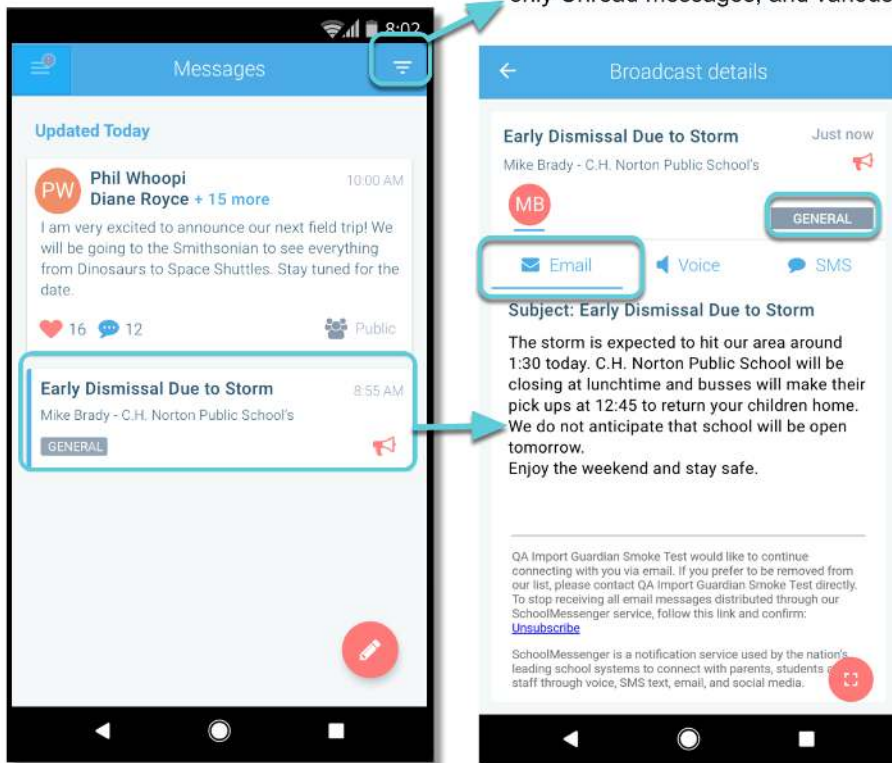 only Unread messages, and various
8:02
Messages
Updated Today
PW
Phil Whoopi
10:00 AM
Diane Royce + 15 more
I am very excited to announce our next field trip! We
will be going to the Smithsonian to see everything
from Dinosaurs to Space Shuttles. Stay tuned for the
date.
16
12
Public
Early Dismissal Due to Storm
8:55 AM
Mike Brady - C.H. Norton Public School's
GENERAL
Broadcast details
Early Dismissal Due to Storm
Just now
Mike Brady - C.H. Norton Public School's
MB
GENERAL
Email
Voice
SMS
Subject: Early Dismissal Due to Storm
The storm is expected to hit our area around
1:30 today. C.H. Norton Public School will be
closing at lunchtime and busses will make their
pick ups at 12:45 to return your children home.
We do not anticipate that school will be open
tomorrow.
Enjoy the weekend and stay safe.
QA Import Guardian Smoke Test would like to continue
connecting with you via email. If you prefer to be removed from
our list, please contact QA Import Guardian Smoke Test directly.
To stop receiving all email messages distributed through our
SchoolMessenger service, follow this link and confirm:
Unsubscribe
SchoolMessenger is a notification service used by the nation's
leading school systems to connect with parents, students
staff through voice, SMS text, email, and social media.